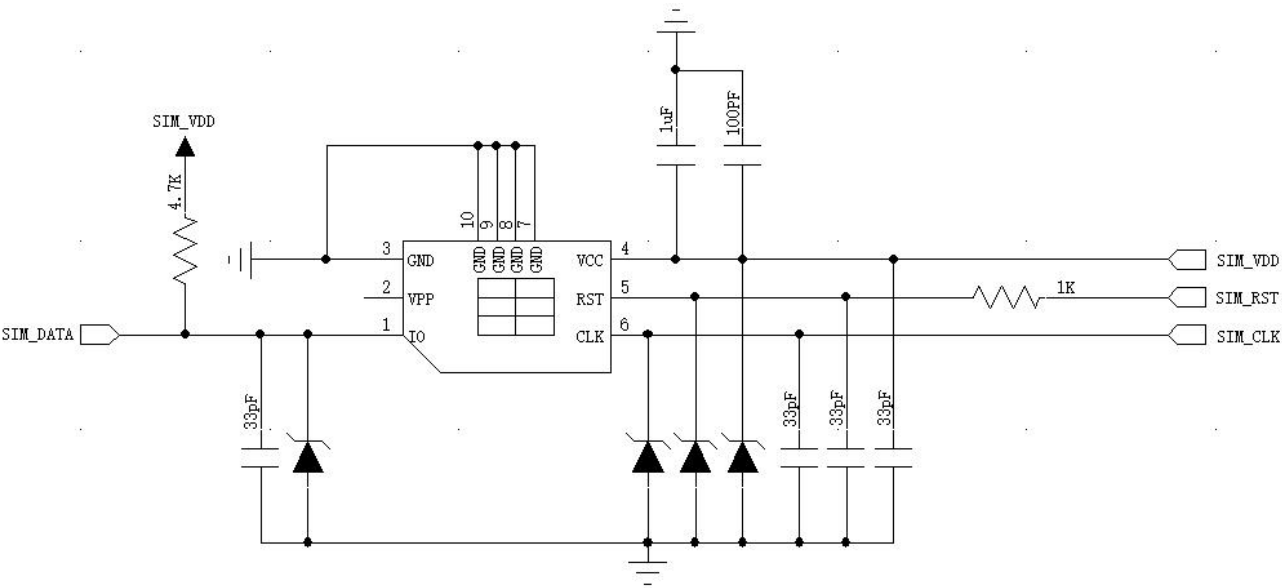 1uF
100PF
SIM_VDD
4.7K
10
9
8
7
3
GND
GND
GND
GND
GND
VCC
4
SIM_VDD
2
VPP
RST
5
1K
SIM_RST
SIM_DATA
1
IO
CLK
6
SIM_CLK
33pF
33pF
33pF
33pF